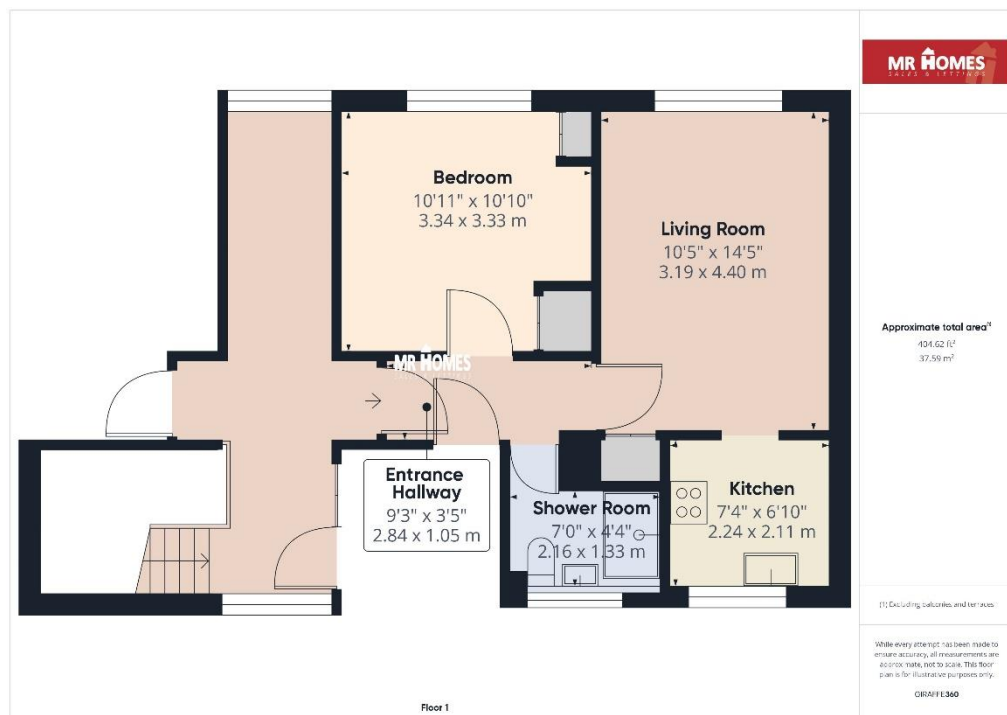 MR HOMES
SALES & LETTINGS
Bedroom
10'11" x 10'10"
3.34 x 3.33 m
Living Room
10'5" x 14'5"
3.19 x 4.40 m
MR HOMES
Entrance
Hallway
9'3" x 3'5"
2.84 x 1.05 m
Shower Room
7'0" x 4'4"
2.16 x 1.33 m
Kitchen
7'4" x 6'10"
2.24 x 2.11 m
Approximate total area⁽¹⁾
404.62 ft²
37.59 m²
(1) Excluding balconies and terraces
While every attempt has been made to
ensure accuracy, all measurements are
approximate, not to scale. This floor
plan is for illustrative purposes only.
GIRAFFE360
Floor 1